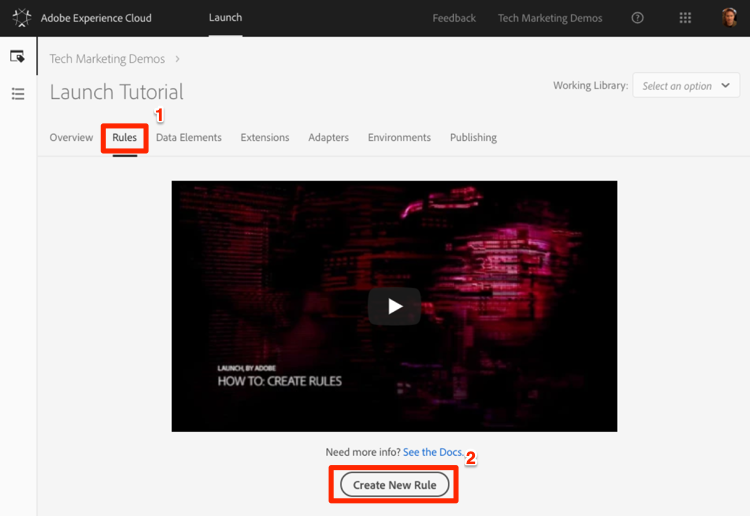 Adobe Experience Cloud Launch Feedback Tech Marketing Demos ?
Tech Marketing Demos >
Launch Tutorial
Working Library: Select an option
1
Overview Rules Data Elements Extensions Adapters Environments Publishing
LAUNCH, BY ADOBE
HOW TO: CREATE RULES
Need more info? See the Docs.
2
Create New Rule